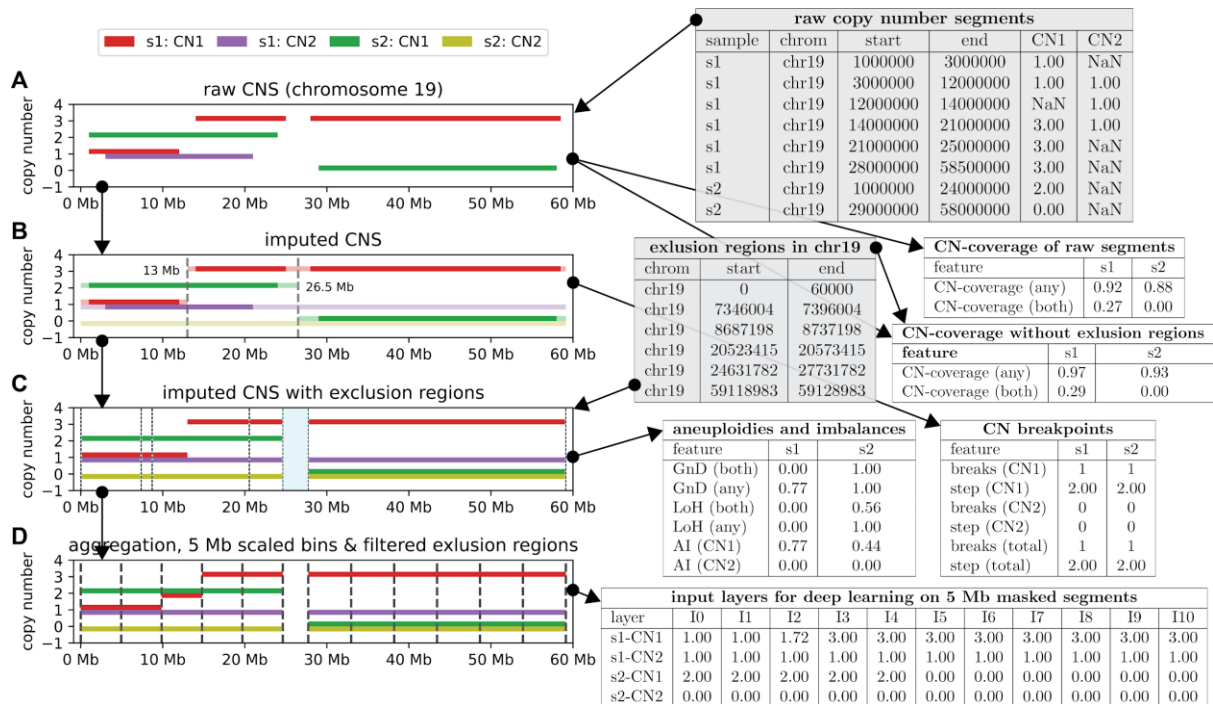 s1: CN1 s1: CN2 s2: CN1 s2: CN2
A
raw CNS (chromosome 19)
copy number
4
3
2
1
0
−1
0 Mb 10 Mb 20 Mb 30 Mb 40 Mb 50 Mb 60 Mb
B
imputed CNS
copy number
4
3
2
1
0
−1
13 Mb
26.5 Mb
0 Mb 10 Mb 20 Mb 30 Mb 40 Mb 50 Mb 60 Mb
C
imputed CNS with exclusion regions
copy number
4
3
2
1
0
−1
0 Mb 10 Mb 20 Mb 30 Mb 40 Mb 50 Mb 60 Mb
D
aggregation, 5 Mb scaled bins & filtered exlusion regions
copy number
4
3
2
1
0
−1
0 Mb 10 Mb 20 Mb 30 Mb 40 Mb 50 Mb 60 Mb
raw copy number segments
sample chrom start end CN1 CN2
s1 chr19 1000000 3000000 1.00 NaN
s1 chr19 3000000 12000000 1.00 1.00
s1 chr19 12000000 14000000 NaN 1.00
s1 chr19 14000000 21000000 3.00 1.00
s1 chr19 21000000 25000000 3.00 NaN
s1 chr19 28000000 58500000 3.00 NaN
s2 chr19 1000000 24000000 2.00 NaN
s2 chr19 29000000 58000000 0.00 NaN
exlusion regions in chr19
chrom start end
chr19 0 60000
chr19 7346004 7396004
chr19 8687198 8737198
chr19 20523415 20573415
chr19 24631782 27731782
chr19 59118983 59128983
CN-coverage of raw segments
feature s1 s2
CN-coverage (any) 0.92 0.88
CN-coverage (both) 0.27 0.00
CN-coverage without exlusion regions
feature s1 s2
CN-coverage (any) 0.97 0.93
CN-coverage (both) 0.29 0.00
aneuploidies and imbalances
feature s1 s2
GnD (both) 0.00 1.00
GnD (any) 0.77 1.00
LoH (both) 0.00 0.56
LoH (any) 0.00 1.00
AI (CN1) 0.77 0.44
AI (CN2) 0.00 0.00
CN breakpoints
feature s1 s2
breaks (CN1) 1 1
step (CN1) 2.00 2.00
breaks (CN2) 0 0
step (CN2) 0 0
breaks (total) 1 1
step (total) 2.00 2.00
input layers for deep learning on 5 Mb masked segments
layer I0 I1 I2 I3 I4 I5 I6 I7 I8 I9 I10
s1-CN1 1.00 1.00 1.72 3.00 3.00 3.00 3.00 3.00 3.00 3.00 3.00
s1-CN2 1.00 1.00 1.00 1.00 1.00 1.00 1.00 1.00 1.00 1.00 1.00
s2-CN1 2.00 2.00 2.00 2.00 2.00 0.00 0.00 0.00 0.00 0.00 0.00
s2-CN2 0.00 0.00 0.00 0.00 0.00 0.00 0.00 0.00 0.00 0.00 0.00